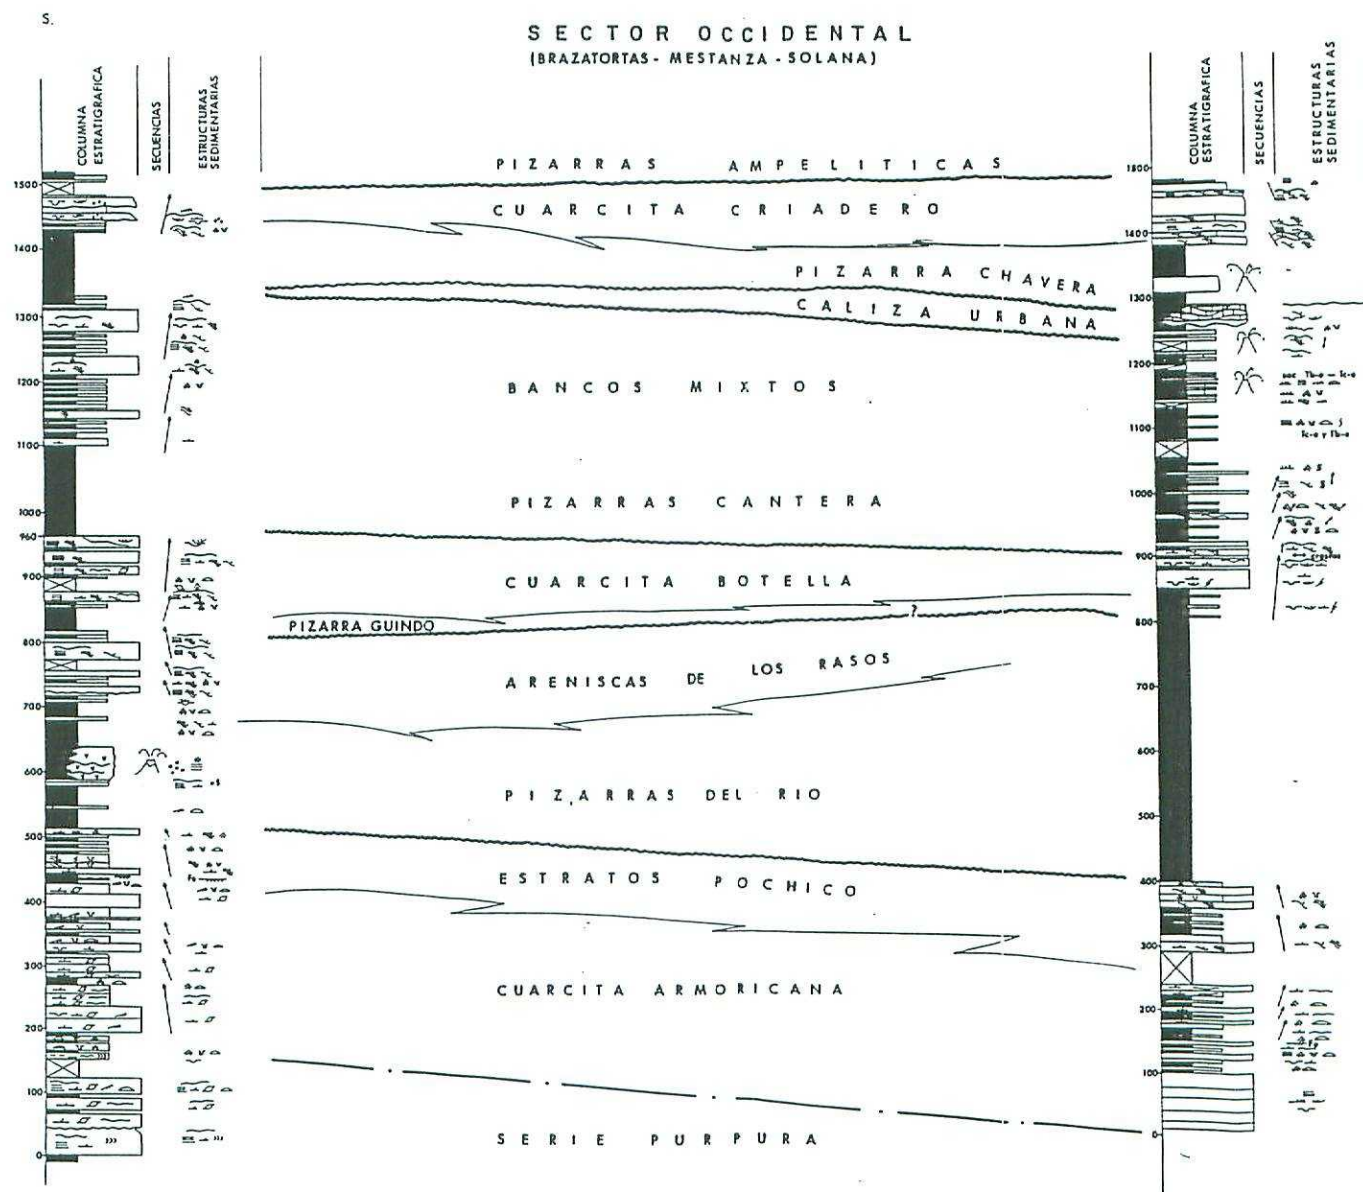 S.
SECTOR OCCIDENTAL
(BRAZATORTAS - MESTANZA - SOLANA)
COLUMNA ESTRATIGRAFICA
SECUENCIAS
ESTRUCTURAS SEDIMENTARIAS
COLUMNA ESTRATIGRAFICA
SECUENCIAS
ESTRUCTURAS SEDIMENTARIAS
PIZARRAS AMPELITICAS
CUARCITA CRIADERO
PIZARRA CHAVERA
CALIZA URBANA
BANCOS MIXTOS
PIZARRAS CANTERA
CUARCITA BOTELLA
?
PIZARRA GUINDO
ARENISCAS DE LOS RASOS
PIZARRAS DEL RIO
ESTRATOS POCHICO
CUARCITA ARMORICANA
SERIE PURPURA
1500
1400
1300
1200
1100
1000
960
900
800
700
600
500
400
300
200
100
0
1500
1400
1300
1200
1100
1000
900
800
700
600
500
400
300
200
100
0